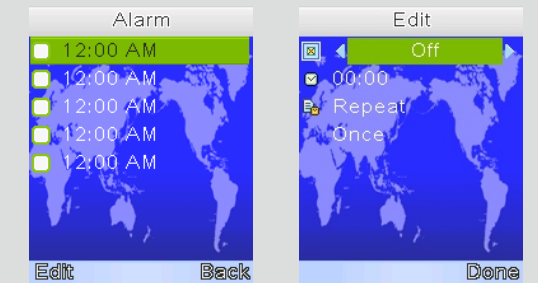 Alarm
12:00 AM
12:00 AM
12:00 AM
12:00 AM
12:00 AM
Edit Back
Edit
Off
00:00
Repeat
Once
Done